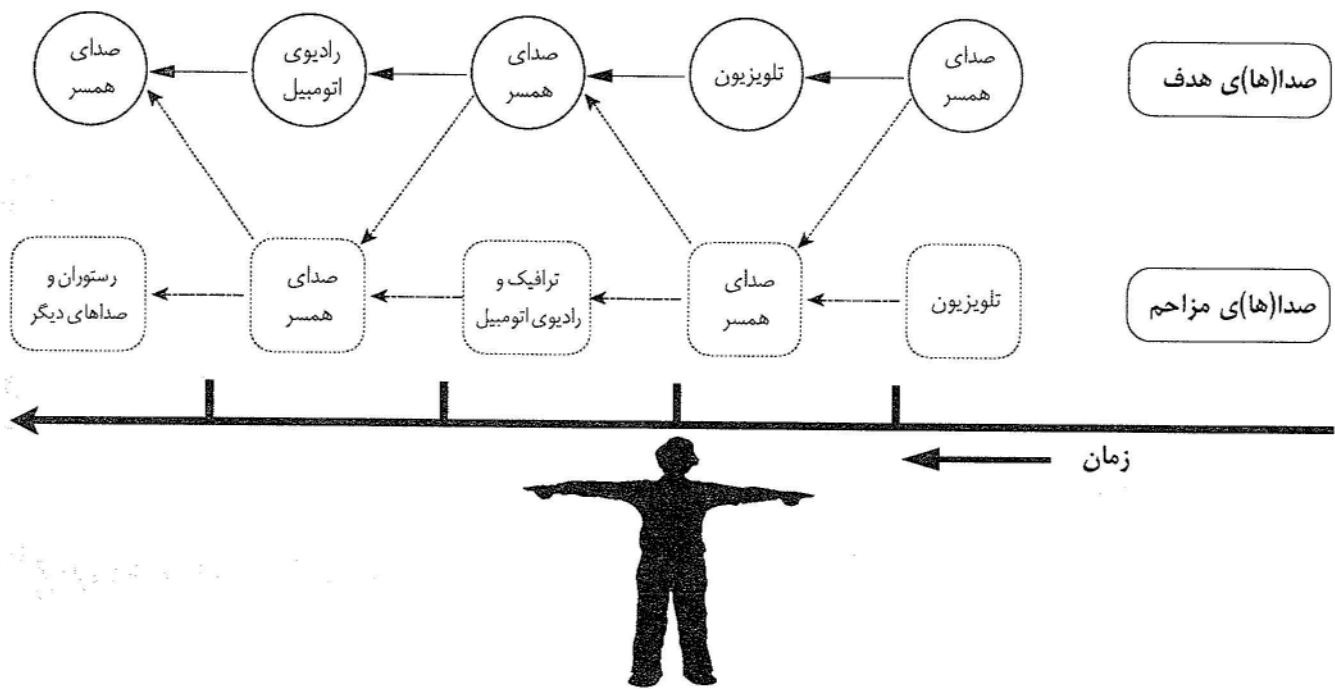 صدا(ها)ی هدف
صدای
همسر
تلویزیون
صدای
همسر
رادیوی
اتومبیل
صدای
همسر
صدا(ها)ی مزاحم
تلویزیون
صدای
همسر
ترافیک و
رادیوی اتومبیل
صدای
همسر
رستوران و
صداهای دیگر
زمان